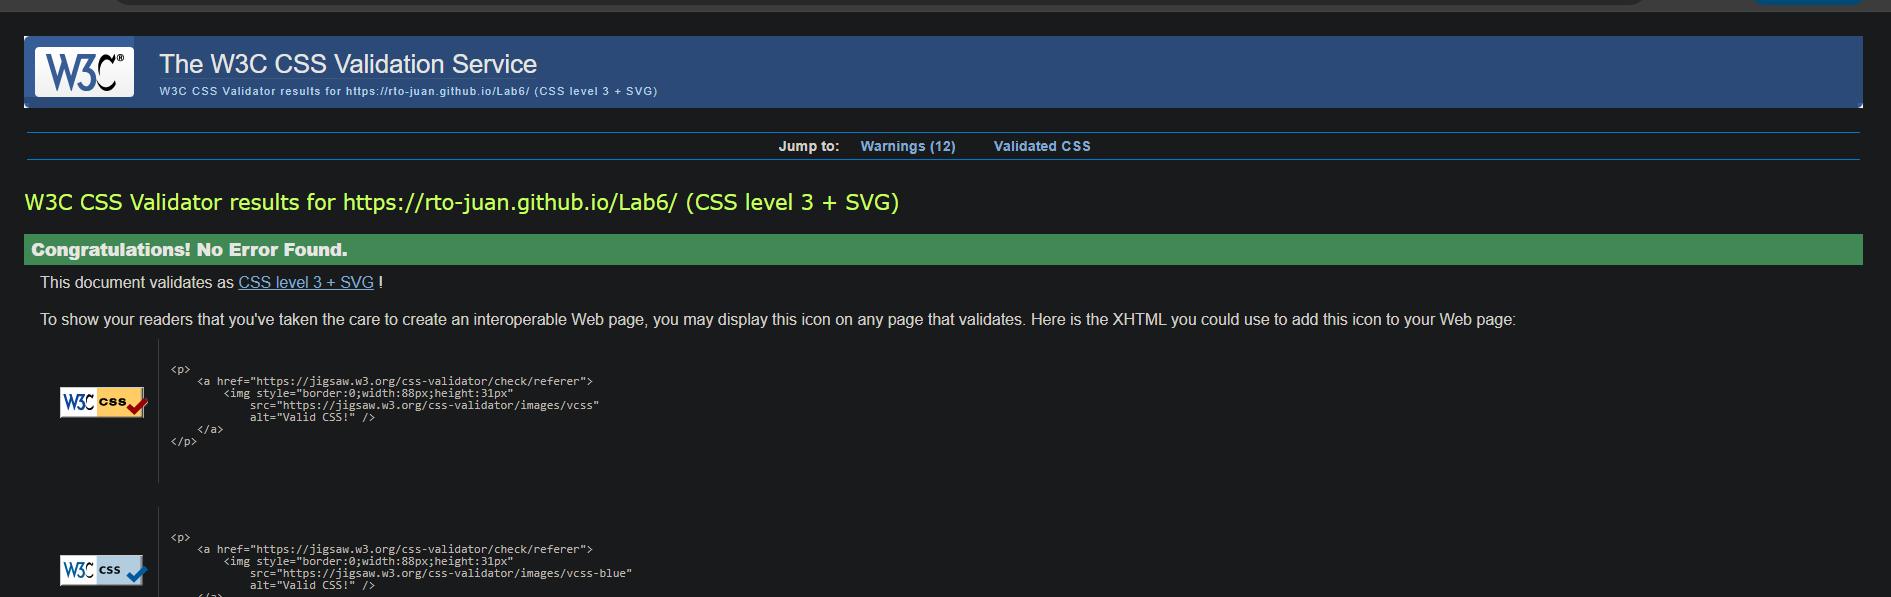 W3C®
The W3C CSS Validation Service
W3C CSS Validator results for https://rto-juan.github.io/Lab6/ (CSS level 3 + SVG)
Jump to: Warnings (12) Validated CSS
W3C CSS Validator results for https://rto-juan.github.io/Lab6/ (CSS level 3 + SVG)
Congratulations! No Error Found.
This document validates as CSS level 3 + SVG !
To show your readers that you've taken the care to create an interoperable Web page, you may display this icon on any page that validates. Here is the XHTML you could use to add this icon to your Web page:
W3C css
<p>
<a href="https://jigsaw.w3.org/css-validator/check/referer">
<img style="border:0;width:88px;height:31px"
src="https://jigsaw.w3.org/css-validator/images/vcss"
alt="Valid CSS!" />
</a>
</p>
W3C css
<p>
<a href="https://jigsaw.w3.org/css-validator/check/referer">
<img style="border:0;width:88px;height:31px"
src="https://jigsaw.w3.org/css-validator/images/vcss-blue"
alt="Valid CSS!" />